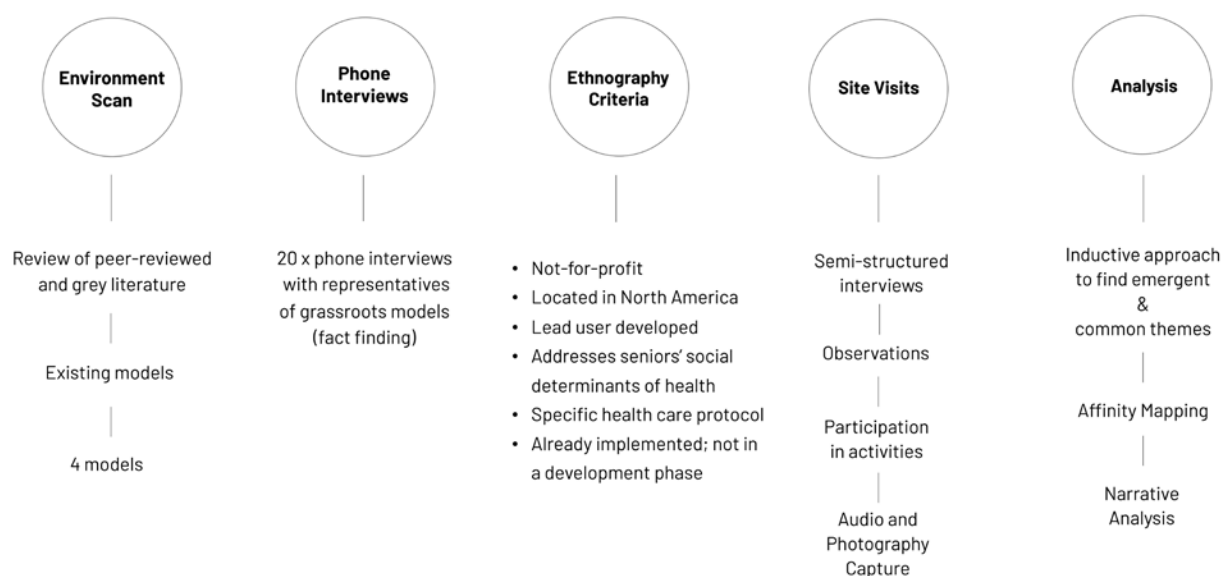 Environment
Scan
Review of peer-reviewed
and grey literature
Existing models
4 models
Phone
Interviews
20 x phone interviews
with representatives
of grassroots models
(fact finding)
Ethnography
Criteria
• Not-for-profit
• Located in North America
• Lead user developed
• Addresses seniors’ social
determinants of health
• Specific health care protocol
• Already implemented; not in
a development phase
Site Visits
Semi-structured
interviews
Observations
Participation
in activities
Audio and
Photography
Capture
Analysis
Inductive approach
to find emergent
&
common themes
Affinity Mapping
Narrative
Analysis